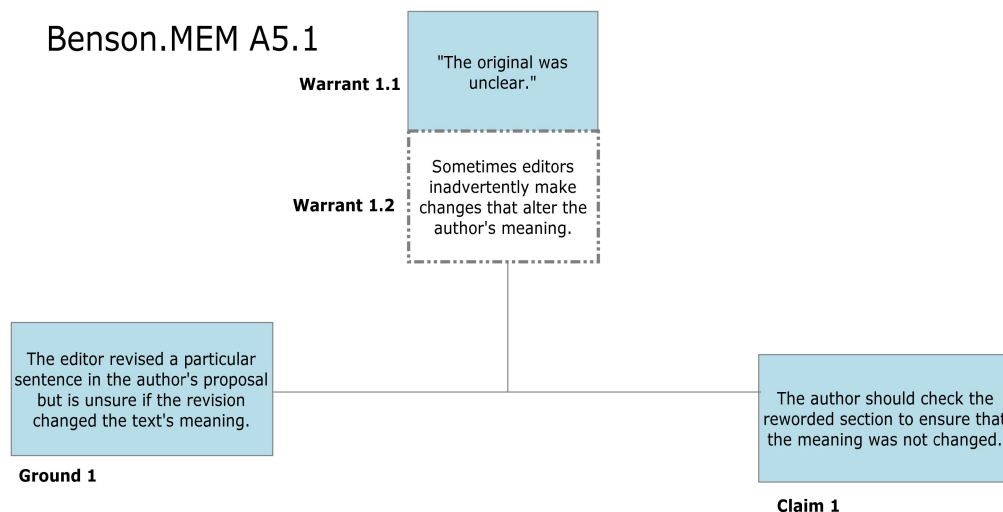 Benson.MEM A5.1
Warrant 1.1
"The original was
unclear."
Warrant 1.2
Sometimes editors
inadvertently make
changes that alter the
author's meaning.
The editor revised a particular
sentence in the author's proposal
but is unsure if the revision
changed the text's meaning.
Ground 1
The author should check the
reworded section to ensure that
the meaning was not changed.
Claim 1